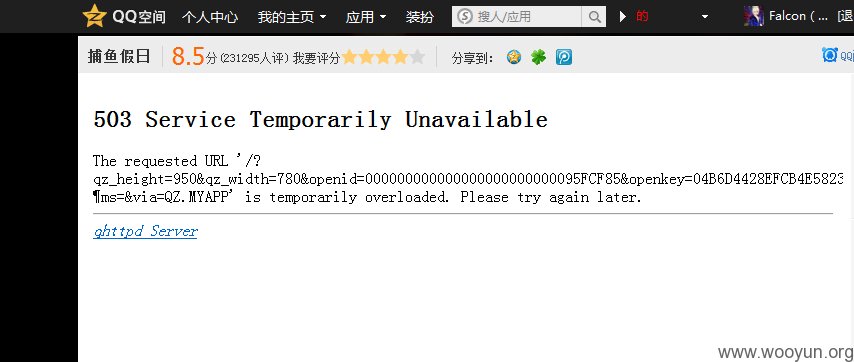 QQ空间 个人中心 我的主页 应用 装扮 搜人/应用 的 Falcon ( ... [退
捕鱼假日 8.5分 (231295人评) 我要评分 分享到: QQ
503 Service Temporarily Unavailable
The requested URL '/?
qz_height=950&qz_width=780&openid=000000000000000000000000095FCF85&openkey=04B6D4428EFCB4E5823
¶ms=&via=QZ.MYAPP' is temporarily overloaded. Please try again later.
qhttpd Server
www.wooyun.org